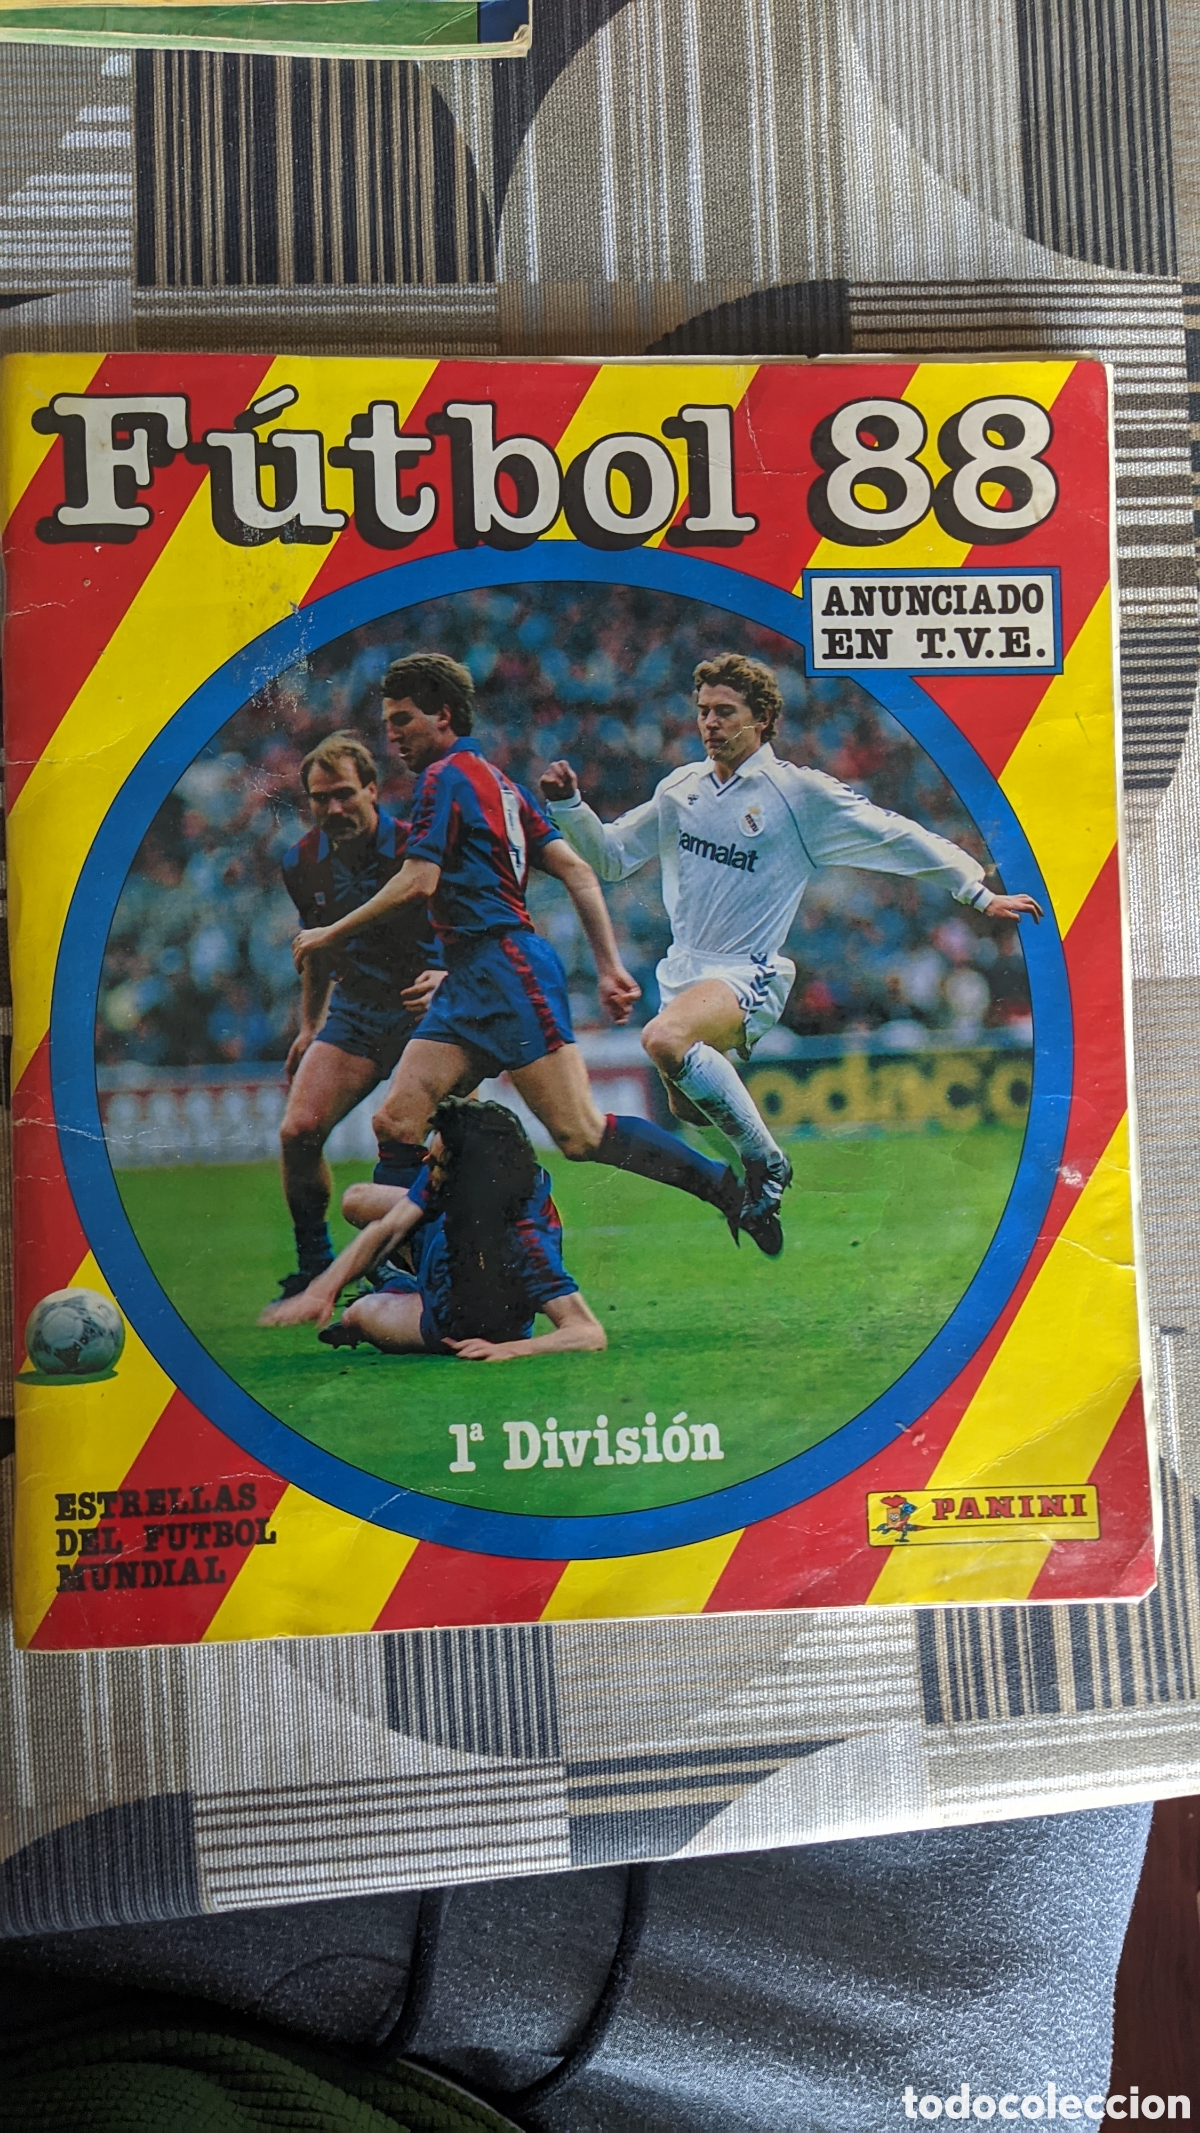 Fútbol 88
ANUNCIADO
EN T.V.E.
Parmalat
1ª División
ESTRELLAS
DEL FUTBOL
MUNDIAL
PANINI
todocoleccion